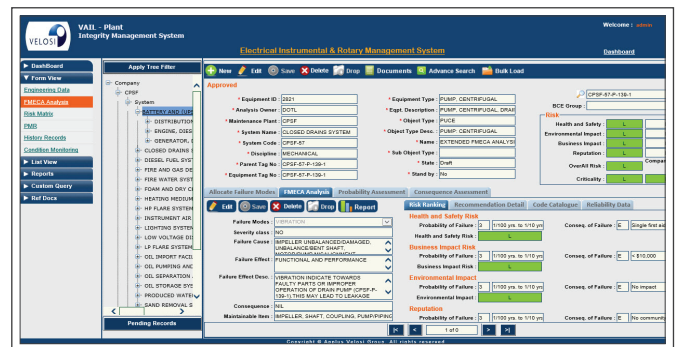 VAIL - Plant
Integrity Management System
Welcome : admin
VELOSI
Electrical Instrumental & Rotary Management System
Dashboard
DashBoard
Form View
Engineering Data
FMECA Analysis
Risk Matrix
PMR
History Records
Condition Monitoring
List View
Reports
Custom Query
Ref Docs
Apply Tree Filter
Company
CPSF
System
BATTERY AND (UPS
DISTRIBUTION
ENGINE, DIES
GENERATOR,
CLOSED DRAINS
DIESEL FUEL SYST
FIRE AND GAS DE
FIRE WATER SYST
FOAM AND DRY C
HEATING MEDIUM
HP FLARE SYSTEM
INSTRUMENT AIR
LIGHTING SYSTEM
LOW VOLTAGE DI
LP FLARE SYSTEM
OIL IMPORT FACIL
OIL PUMPING AND
OIL SEPARATION
OIL STORAGE SYS
PRODUCED WATE
SAND REMOVAL S
Pending Records
New Edit Save Delete Drop Documents Advance Search Bulk Load
Approved
* Equipment ID : 2821
* Analysis Owner : DOTL
* Maintenance Plant : CPSF
* System Name : CLOSED DRAINS SYSTEM
* System Code : CPSF-57
* Discipline : MECHANICAL
* Parent Tag No : CPSF-57-P-139-1
* Equipment Tag No : CPSF-57-P-139-1
* Equipment Type : PUMP, CENTRIFUGAL
* Eqpt. Description : PUMP, CENTRIFUGAL, DRAIN
* Object Type : PUCE
* Object Type Desc. : PUMP, CENTRIFUGAL
* Name : EXTENDED FMECA ANALYSI
* Sub Object Type :
* State : Draft
* Stand by : No
CPSF-57-P-139-1
BCE Group :
Risk
Health and Safety : L
Environmental Impact : L
Business Impact : L
Reputation : L
OverAll Risk : L
Criticality : L
Allocate Failure Modes FMECA Analysis Probability Assessment Consequence Assessment
Edit Save Delete Drop Report
Failure Modes : VIBRATION
Severity class : NO
Failure Cause : IMPELLER UNBALANCED/DAMAGED,
UNBALANCE/BENT SHAFT,
Failure Effect : FUNCTIONAL AND PERFORMANCE
Failure Effect Desc. : VIBRATION INDICATE TOWARDS
FAULTY PARTS OR IMPROPER
OPERATION OF DRAIN PUMP (CPSF-P-
139-1).THIS MAY LEAD TO LEAKAGE
Consequence : NIL
Maintainable Item : IMPELLER, SHAFT, COUPLING, PUMP/PIPING
Risk Ranking Recommendation Detail Code Catalogue Reliability Data
Health and Safety Risk
Probability of Failure : 3 1/100 yrs. to 1/10 yrs Conseq. of Failure : E Single first aid
Health and Safety Risk : L
Business Impact Risk
Probability of Failure : 3 1/100 yrs. to 1/10 yrs Conseq. of Failure : E < $10,000
Business Impact Risk : L
Environmental Impact
Probability of Failure : 3 1/100 yrs. to 1/10 yrs Conseq. of Failure : E No impact
Environmental Impact : L
Reputation
Probability of Failure : 3 1/100 yrs. to 1/10 yrs Conseq. of Failure : E No community
1 of 0
Copyright © Applus Velosi Group. All rights reserved